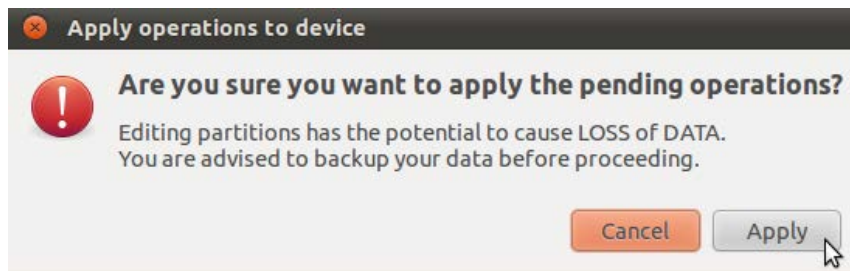 Apply operations to device
Are you sure you want to apply the pending operations?
Editing partitions has the potential to cause LOSS of DATA.
You are advised to backup your data before proceeding.
Cancel Apply